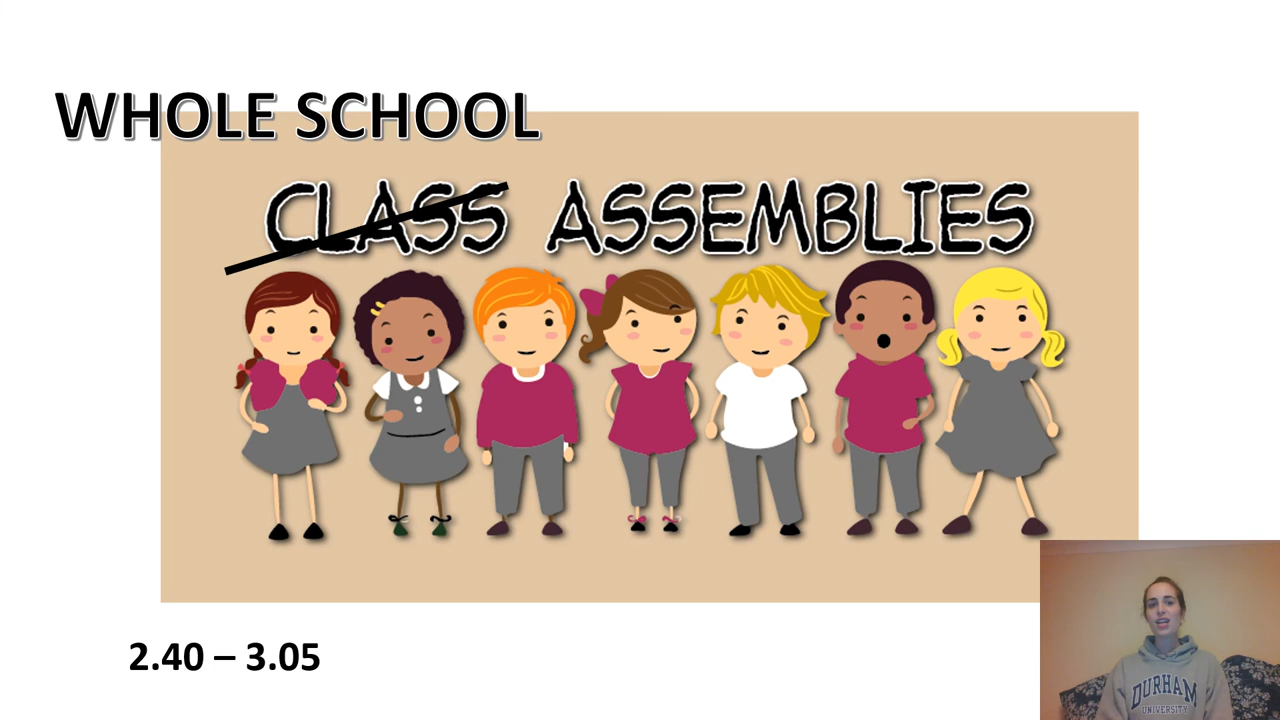 WHOLE SCHOOL
CLASS ASSEMBLIES
2.40 – 3.05
DURHAM
UNIVERSITY